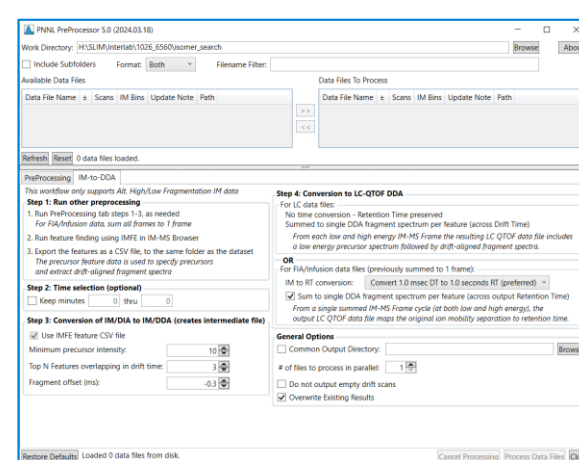 PNNL PreProcessor 5.0 (2024.03.18)
Work Directory: H:\SLIM\Interlab\1026_6560\isomer_search Browse Abou
Include Subfolders Format: Both Filename Filter:
Available Data Files Data Files To Process
Data File Name ± Scans IM Bins Update Note Path Data File Name ± Scans IM Bins Update Note Path
>>
<<
Refresh Reset 0 data files loaded.
PreProcessing IM-to-DDA
This workflow only supports Alt. High/Low Fragmentation IM data
Step 1: Run other preprocessing
1. Run PreProcessing tab steps 1-3, as needed
For FIA/Infusion data, sum all frames to 1 frame
2. Run feature finding using IMFE in IM-MS Browser
3. Export the features as a CSV file, to the same folder as the dataset
The precursor feature data is used to specify precursors
and extract drift-aligned fragment spectra
Step 2: Time selection (optional)
Keep minutes 0 thru 0
Step 3: Conversion of IM/DIA to IM/DDA (creates intermediate file)
Use IMFE feature CSV file
Minimum precursor intensity: 10
Top N Features overlapping in drift time: 3
Fragment offset (ms): -0.3
Step 4: Conversion to LC-QTOF DDA
For LC data files:
No time conversion - Retention Time preserved
Summed to single DDA fragment spectrum per feature (across Drift Time)
From each low and high energy IM-MS Frame the resulting LC QTOF data file includes
a low energy precursor spectrum followed by drift-aligned fragment spectra.
OR
For FIA/Infusion data files (previously summed to 1 frame):
IM to RT conversion: Convert 1.0 msec DT to 1.0 seconds RT (preferred)
Sum to single DDA fragment spectrum per feature (across output Retention Time)
From a single summed IM-MS Frame cycle (at both low and high energy), the
output LC QTOF data file maps the original ion mobility separation to retention time.
General Options
Common Output Directory: Brows
# of files to process in parallel: 1
Do not output empty drift scans
Overwrite Existing Results
Restore Defaults Loaded 0 data files from disk. Cancel Processing Process Data Files Clo